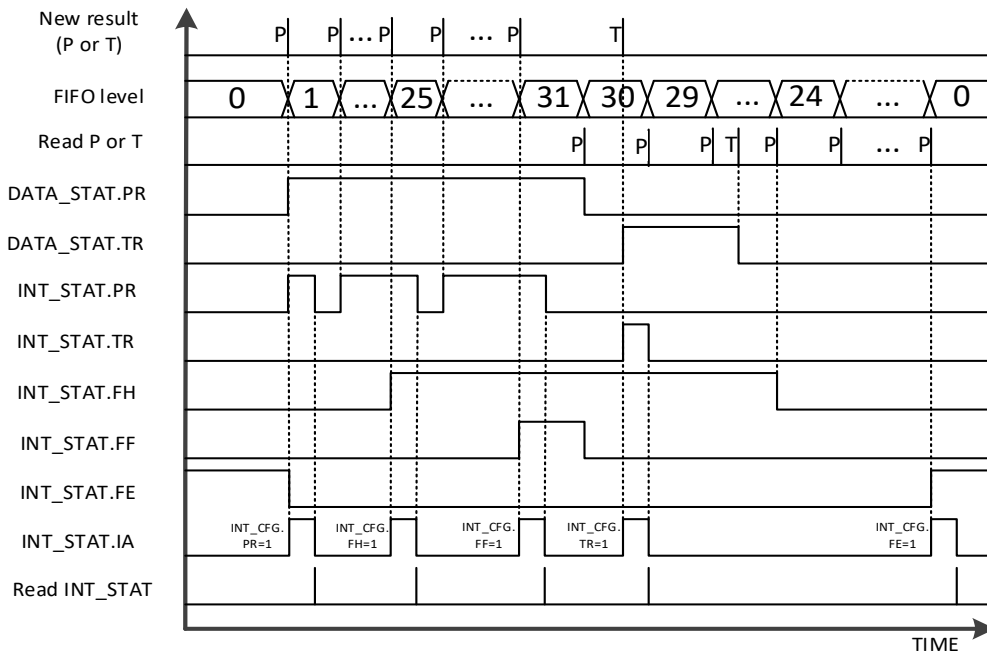 New result
(P or T)
P P ... P P ... P T
FIFO level
0 1 ... 25 ... 31 30 29 ... 24 ... 0
Read P or T
P P P T P P ... P
DATA_STAT.PR
DATA_STAT.TR
INT_STAT.PR
INT_STAT.TR
INT_STAT.FH
INT_STAT.FF
INT_STAT.FE
INT_STAT.IA
INT_CFG.
PR=1
INT_CFG.
FH=1
INT_CFG.
FF=1
INT_CFG.
TR=1
INT_CFG.
FE=1
Read INT_STAT
TIME